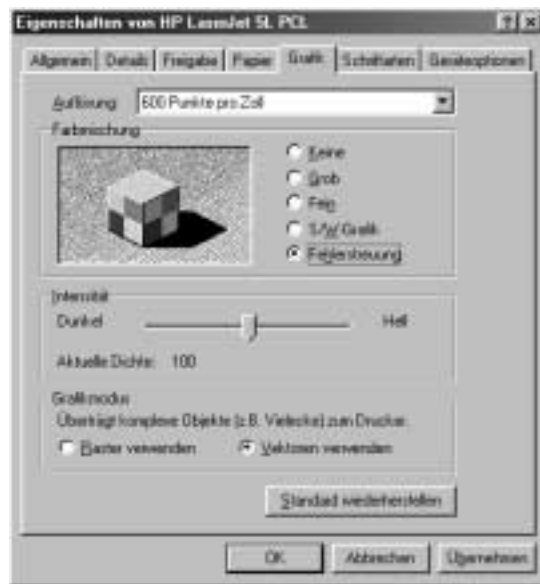 Eigenschaften von HP LaserJet 5L PCL
Allgemein Details Freigabe Papier Grafik Schriftarten Geräteoptionen
Auflösung: 600 Punkte pro Zoll
Farbmischung
Keine
Grob
Fein
S/W Grafik
Fehlerstreuung
Intensität
Dunkel Hell
Aktuelle Dichte: 100
Grafikmodus
Überträgt komplexe Objekte (z.B. Vielecke) zum Drucker.
Raster verwenden Vektoren verwenden
Standard wiederherstellen
OK Abbrechen Übernehmen